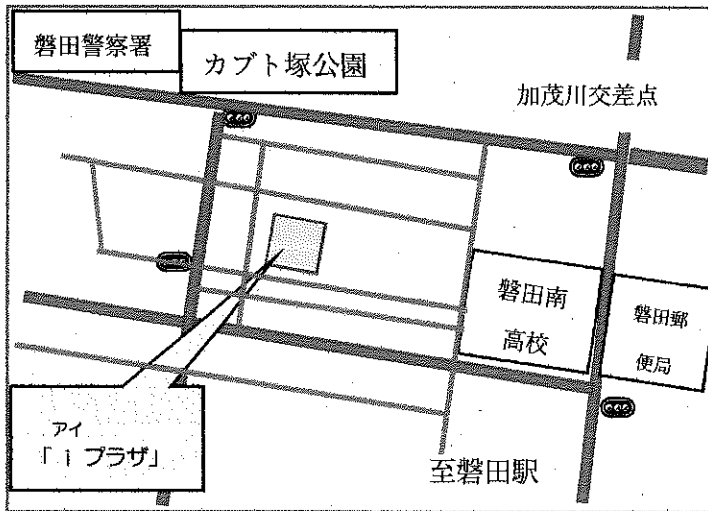 磐田警察署
カブト塚公園
加茂川交差点
磐田南
高校
磐田郵
便局
アイ
「i プラザ」
至磐田駅